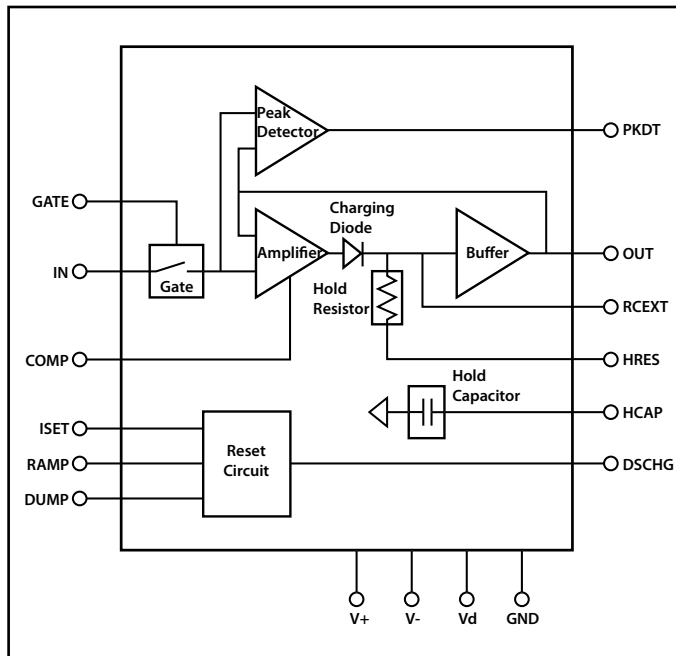 Peak
Detector
PKDT
GATE
Charging
Diode
Amplifier
Buffer
OUT
IN
Gate
Hold
Resistor
RCEXT
COMP
HRES
Hold
Capacitor
HCAP
ISET
Reset
Circuit
RAMP
DSCHG
DUMP
V+
V-
Vd
GND